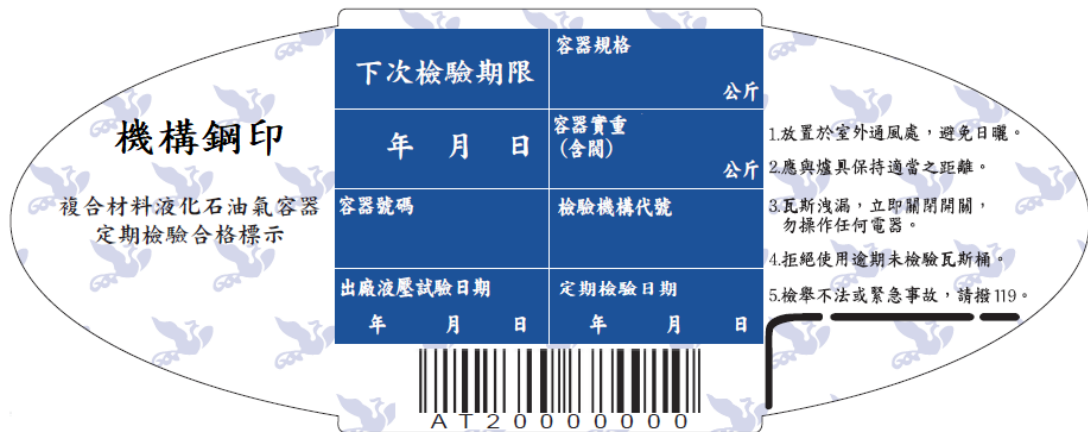 機構鋼印
複合材料液化石油氣容器
定期檢驗合格標示
下次檢驗期限
年 月 日
容器規格
公斤
容器實重
(含閥)
公斤
容器號碼
檢驗機構代號
出廠液壓試驗日期
年 月 日
定期檢驗日期
年 月 日
AT20000000
1.放置於室外通風處，避免日曬。
2.應與爐具保持適當之距離。
3.瓦斯洩漏，立即關閉開關，
勿操作任何電器。
4.拒絕使用逾期未檢驗瓦斯桶。
5.檢舉不法或緊急事故，請撥119。